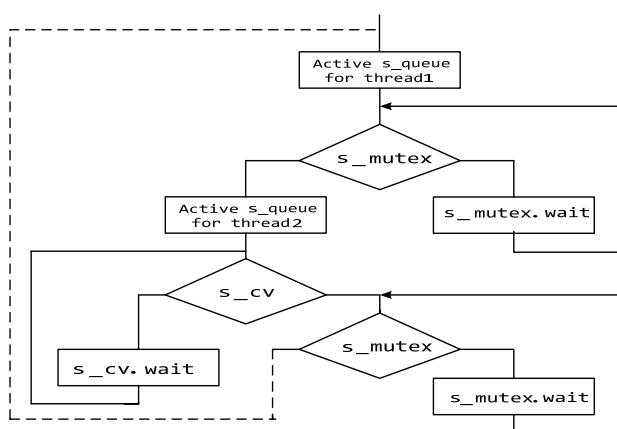 Active s_queue
for thread1
s_mutex
Active s_queue
for thread2
s_mutex.wait
s_cv
s_mutex
s_cv.wait
s_mutex.wait